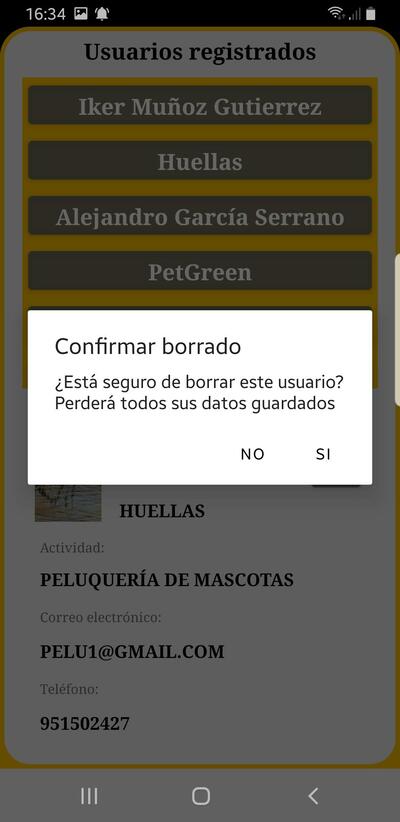 16:34
Usuarios registrados
Iker Muñoz Gutierrez
Huellas
Alejandro García Serrano
PetGreen
Confirmar borrado
¿Está seguro de borrar este usuario?
Perderá todos sus datos guardados
NO SI
HUELLAS
Actividad:
PELUQUERÍA DE MASCOTAS
Correo electrónico:
PELU1@GMAIL.COM
Teléfono:
951502427